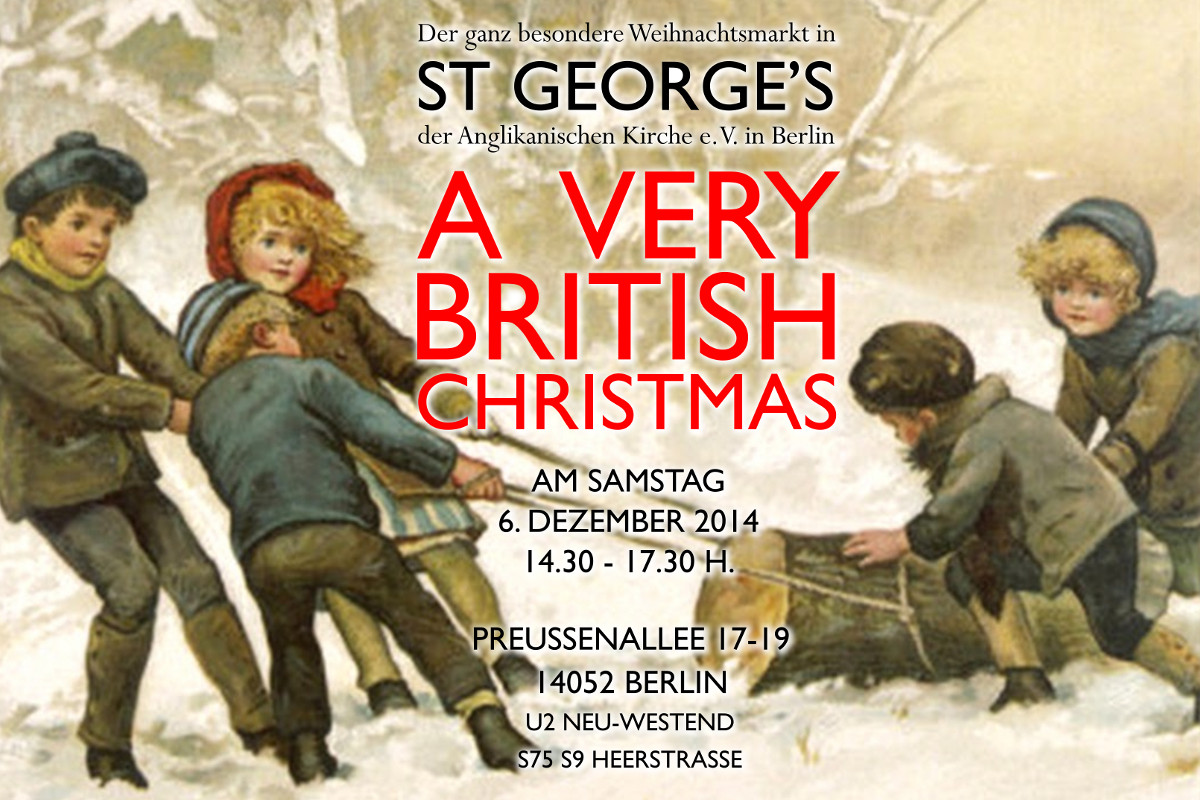 Der ganz besondere Weihnachtsmarkt in
ST GEORGE'S
der Anglikanischen Kirche e.V. in Berlin
A VERY
BRITISH
CHRISTMAS
AM SAMSTAG
6. DEZEMBER 2014
14.30 - 17.30 H.
PREUSSENALLEE 17-19
14052 BERLIN
U2 NEU-WESTEND
S75 S9 HEERSTRASSE